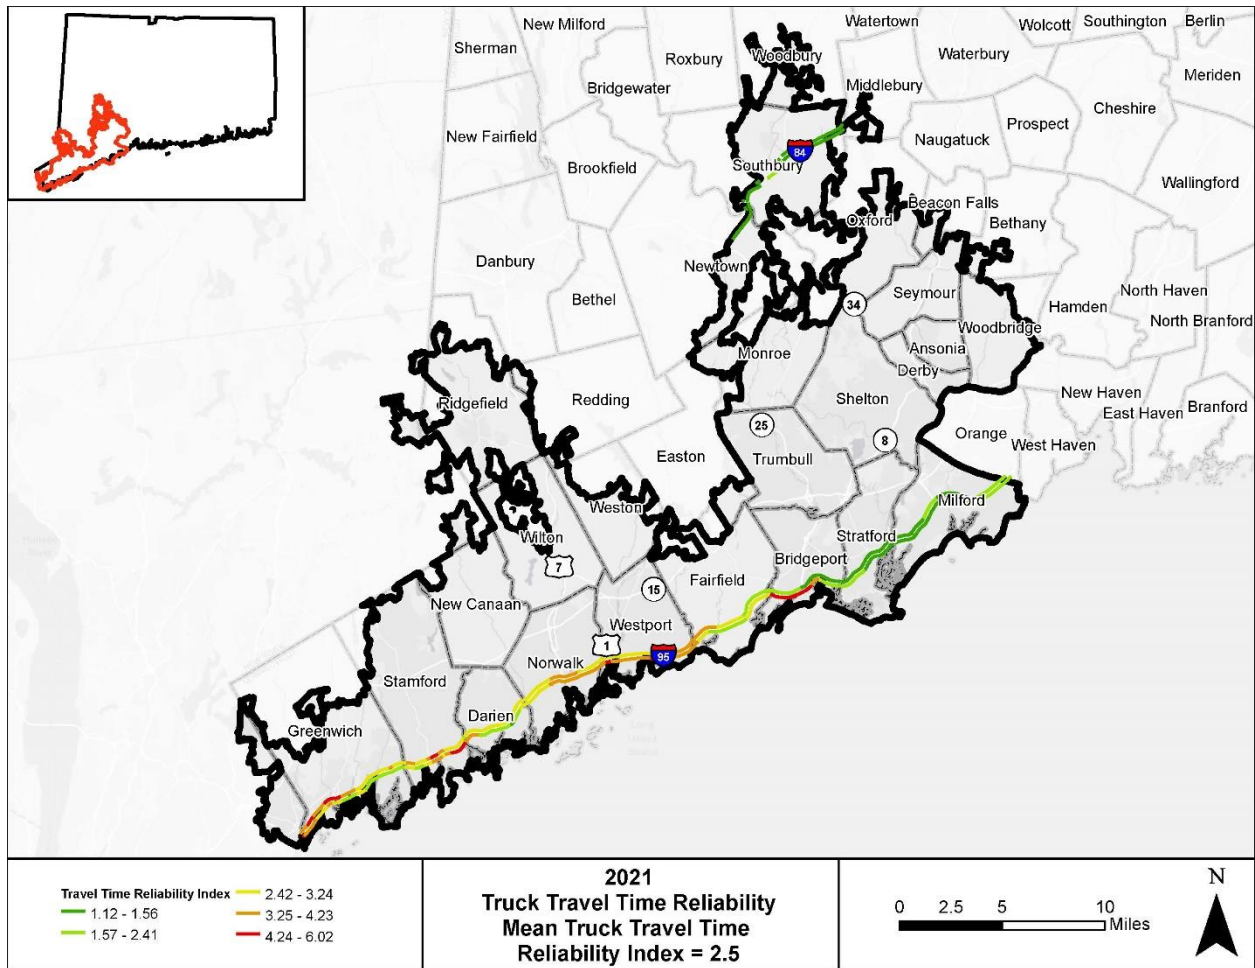 New Milford
Watertown
Wolcott
Southington
Berlin
Sherman
Roxbury
Woodbury
Waterbury
Meriden
Bridgewater
Middlebury
Cheshire
New Fairfield
Naugatuck
Prospect
Brookfield
84
Southbury
Wallingford
Beacon Falls
Oxford
Bethany
Danbury
Newtown
Bethel
Seymour
Hamden
North Haven
34
Woodbridge
North Branford
Monroe
Ansonia
Derby
Ridgefield
Redding
Shelton
New Haven
East Haven
Branford
25
8
Orange
West Haven
Easton
Trumbull
Weston
Milford
Wilton
Stratford
7
Bridgeport
15
Fairfield
New Canaan
Westport
1
95
Norwalk
Stamford
Darien
Greenwich
Travel Time Reliability Index
1.12 - 1.56
1.57 - 2.41
2.42 - 3.24
3.25 - 4.23
4.24 - 6.02
2021
Truck Travel Time Reliability
Mean Truck Travel Time
Reliability Index = 2.5
0 2.5 5 10
Miles
N